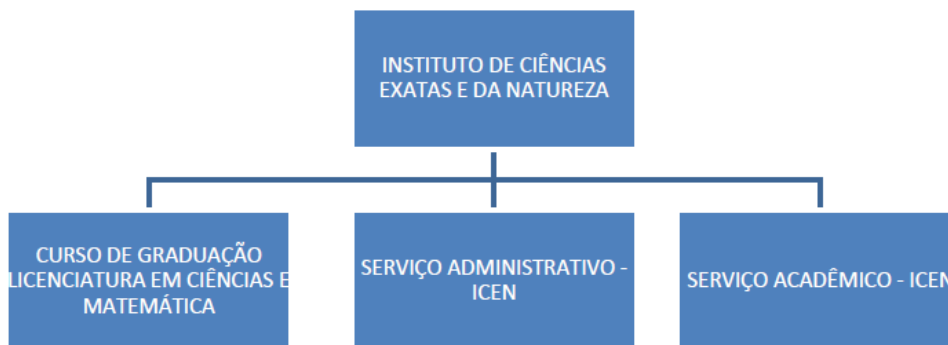 INSTITUTO DE CIÊNCIAS
EXATAS E DA NATUREZA
CURSO DE GRADUAÇÃO
LICENCIATURA EM CIÊNCIAS E
MATEMÁTICA
SERVIÇO ADMINISTRATIVO -
ICEN
SERVIÇO ACADÊMICO - ICEN